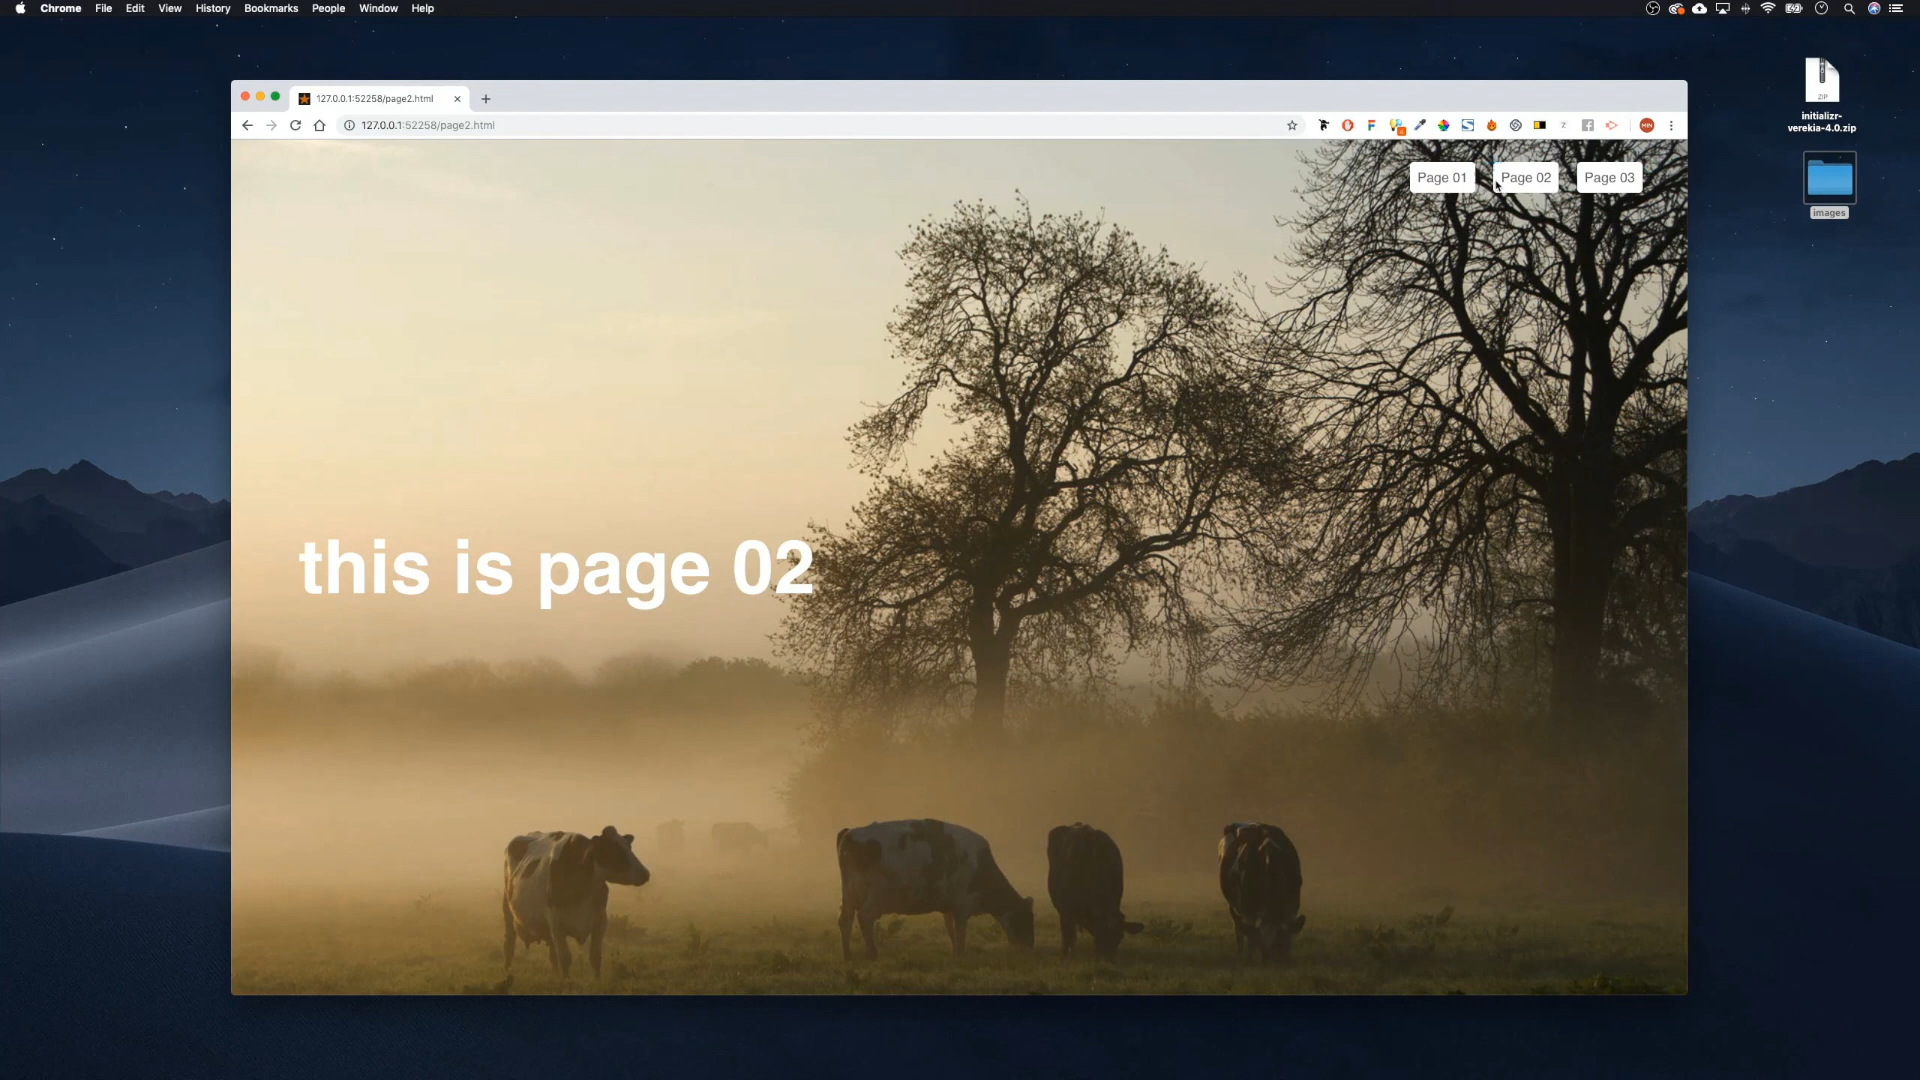 Chrome File Edit View History Bookmarks People Window Help
127.0.0.1:52258/page2.html
127.0.0.1:52258/page2.html
Page 01 Page 02 Page 03
this is page 02
ZIP
initializr-
verekia-4.0.zip
images